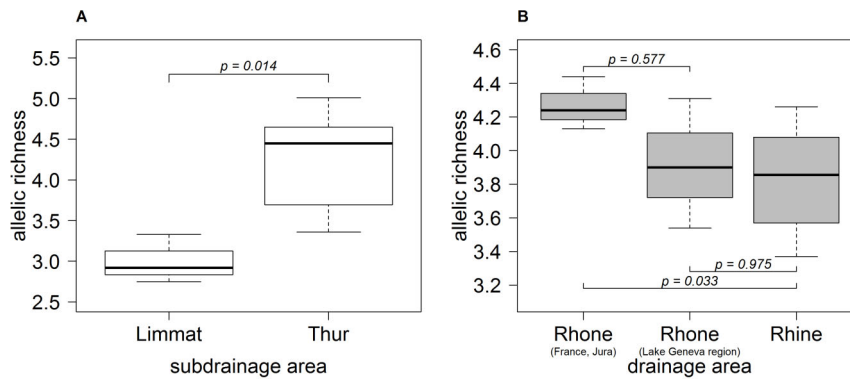 A
allelic richness
5.5
5.0
4.5
4.0
3.5
3.0
2.5
p = 0.014
Limmat Thur
subdrainage area
B
allelic richness
4.6
4.4
4.2
4.0
3.8
3.6
3.4
3.2
p = 0.577
p = 0.975
p = 0.033
Rhone Rhone Rhine
(France, Jura) (Lake Geneva region)
drainage area